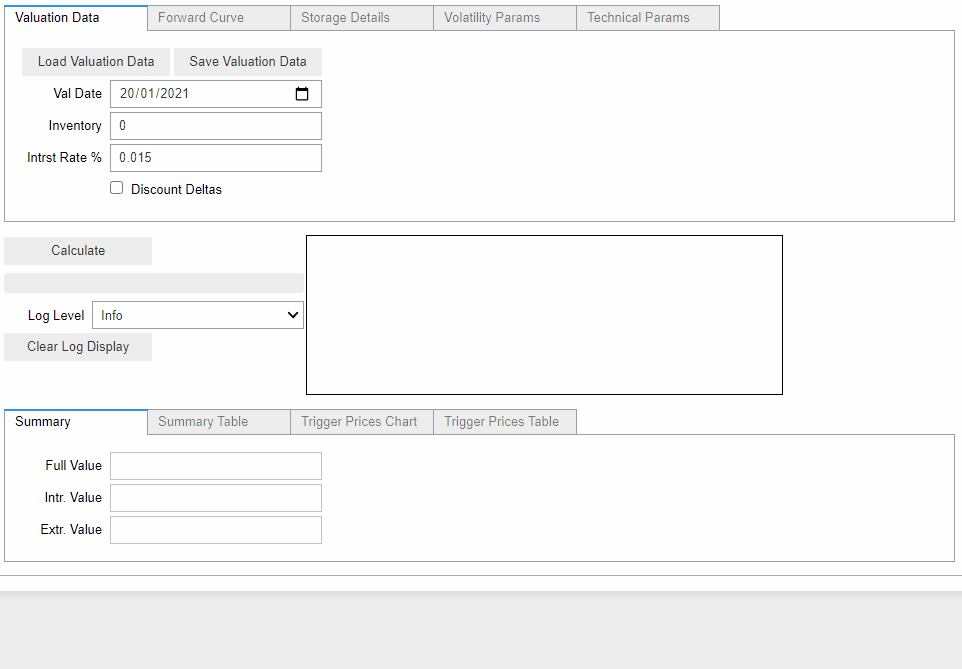 Valuation Data Forward Curve Storage Details Volatility Params Technical Params
Load Valuation Data Save Valuation Data
Val Date 20/01/2021
Inventory 0
Intrst Rate % 0.015
Discount Deltas
Calculate
Log Level Info
Clear Log Display
Summary Summary Table Trigger Prices Chart Trigger Prices Table
Full Value
Intr. Value
Extr. Value